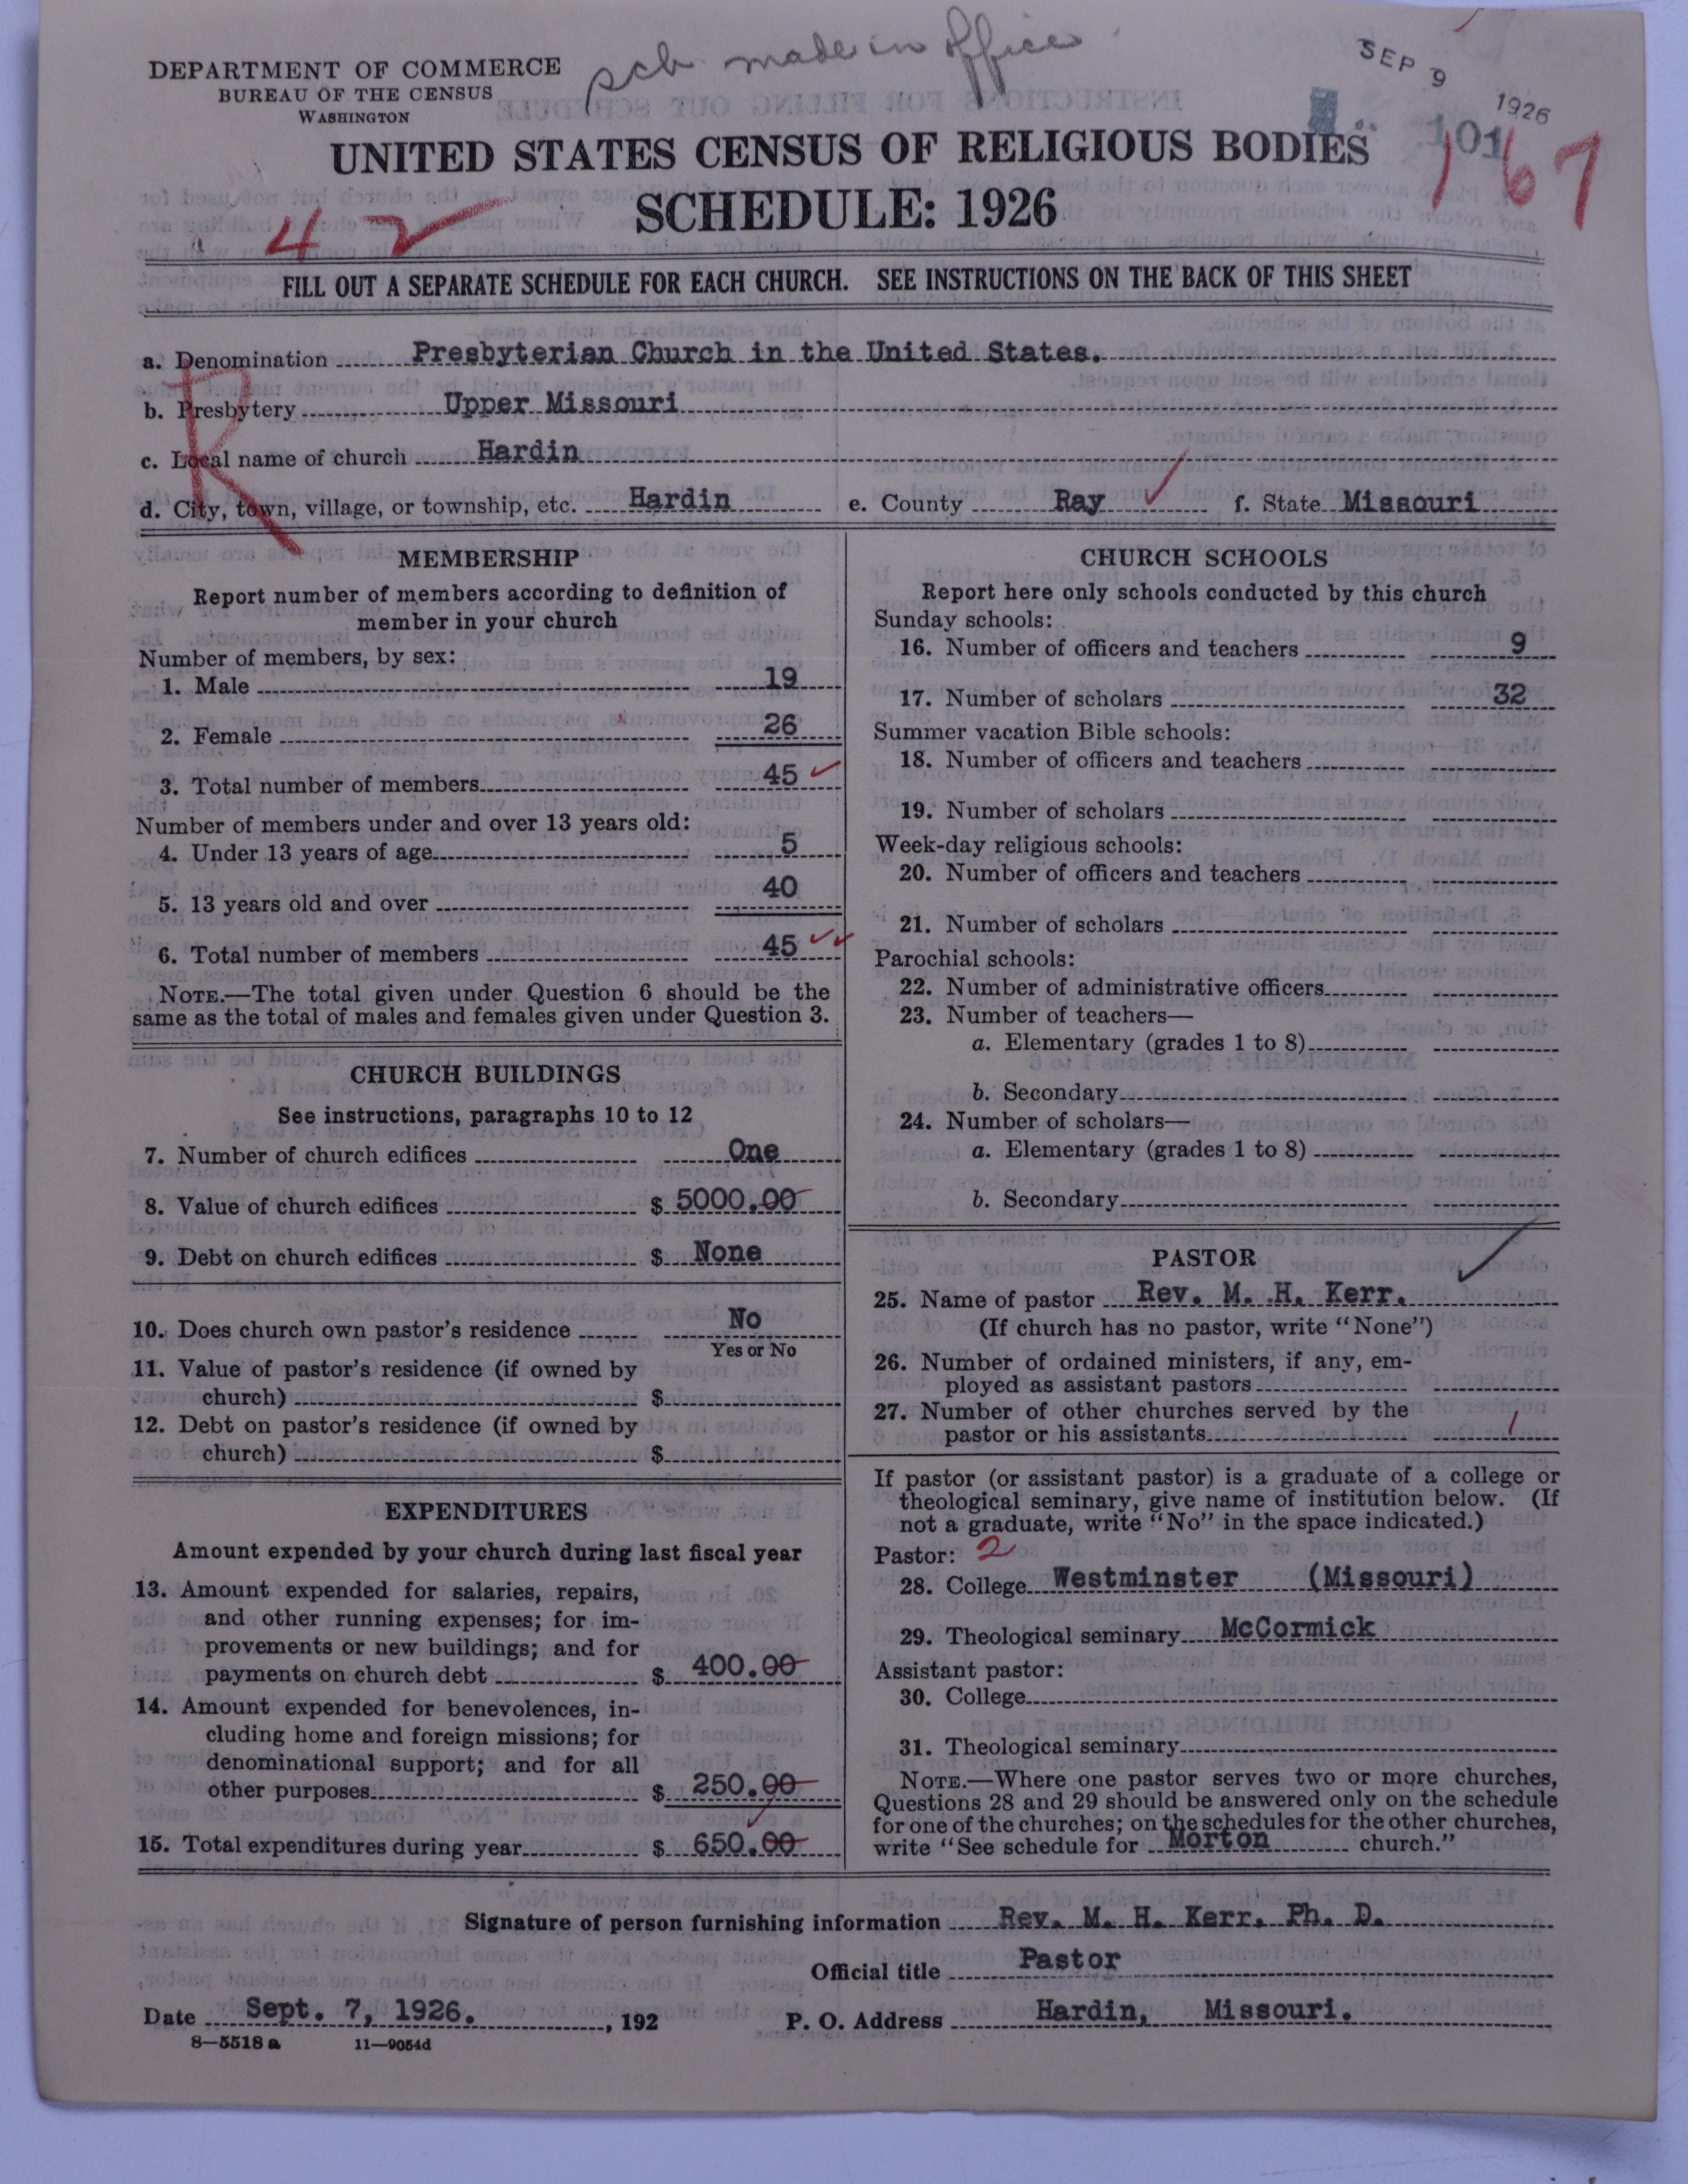 sch made in office
SEP 9 1926
DEPARTMENT OF COMMERCE
BUREAU OF THE CENSUS
WASHINGTON
101
167
UNITED STATES CENSUS OF RELIGIOUS BODIES
SCHEDULE: 1926
42
FILL OUT A SEPARATE SCHEDULE FOR EACH CHURCH. SEE INSTRUCTIONS ON THE BACK OF THIS SHEET
R
a. Denomination Presbyterian Church in the United States.
b. Presbytery Upper Missouri
c. Local name of church Hardin
d. City, town, village, or township, etc. Hardin e. County Ray f. State Missouri
MEMBERSHIP
Report number of members according to definition of
member in your church
Number of members, by sex:
1. Male 19
2. Female 26
3. Total number of members 45
Number of members under and over 13 years old:
4. Under 13 years of age 5
5. 13 years old and over 40
6. Total number of members 45
NOTE.—The total given under Question 6 should be the
same as the total of males and females given under Question 3.
CHURCH BUILDINGS
See instructions, paragraphs 10 to 12
7. Number of church edifices One
8. Value of church edifices $ 5000.00
9. Debt on church edifices $ None
10. Does church own pastor's residence No
Yes or No
11. Value of pastor's residence (if owned by
church) $
12. Debt on pastor's residence (if owned by
church) $
EXPENDITURES
Amount expended by your church during last fiscal year
13. Amount expended for salaries, repairs,
and other running expenses; for im-
provements or new buildings; and for
payments on church debt $ 400.00
14. Amount expended for benevolences, in-
cluding home and foreign missions; for
denominational support; and for all
other purposes $ 250.00
15. Total expenditures during year $ 650.00
CHURCH SCHOOLS
Report here only schools conducted by this church
Sunday schools:
16. Number of officers and teachers 9
17. Number of scholars 32
Summer vacation Bible schools:
18. Number of officers and teachers
19. Number of scholars
Week-day religious schools:
20. Number of officers and teachers
21. Number of scholars
Parochial schools:
22. Number of administrative officers
23. Number of teachers—
a. Elementary (grades 1 to 8)
b. Secondary
24. Number of scholars—
a. Elementary (grades 1 to 8)
b. Secondary
PASTOR
25. Name of pastor Rev. M. H. Kerr.
(If church has no pastor, write "None")
26. Number of ordained ministers, if any, em-
ployed as assistant pastors
27. Number of other churches served by the
pastor or his assistants 1
If pastor (or assistant pastor) is a graduate of a college or
theological seminary, give name of institution below. (If
not a graduate, write "No" in the space indicated.)
Pastor: 2
28. College Westminster (Missouri)
29. Theological seminary McCormick
Assistant pastor:
30. College
31. Theological seminary
NOTE.—Where one pastor serves two or more churches,
Questions 28 and 29 should be answered only on the schedule
for one of the churches; on the schedules for the other churches,
write "See schedule for Morton church."
Signature of person furnishing information Rev. M. H. Kerr, Ph. D.
Official title Pastor
Date Sept. 7, 1926. , 192 P. O. Address Hardin, Missouri.
8—5518 a 11—9054d